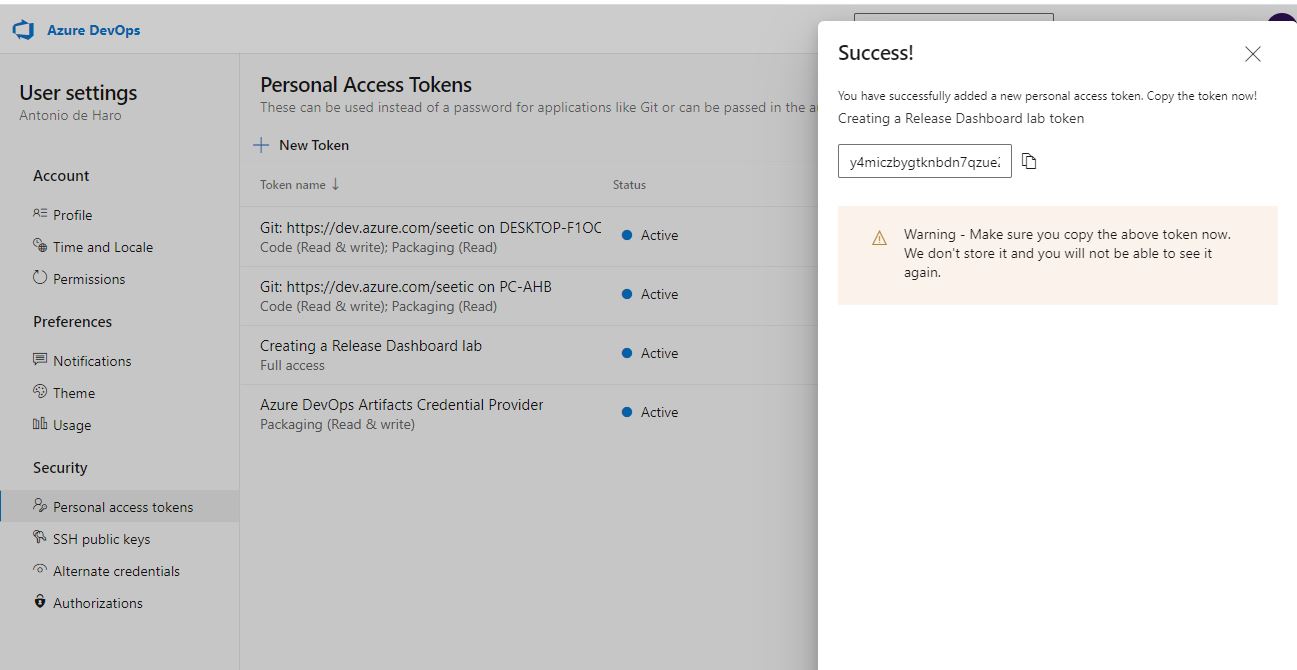 Azure DevOps
User settings
Antonio de Haro
Account
Profile
Time and Locale
Permissions
Preferences
Notifications
Theme
Usage
Security
Personal access tokens
SSH public keys
Alternate credentials
Authorizations
Personal Access Tokens
These can be used instead of a password for applications like Git or can be passed in the au
New Token
Token name ↓ Status
Git: https://dev.azure.com/seetic on DESKTOP-F1OC Active
Code (Read & write); Packaging (Read)
Git: https://dev.azure.com/seetic on PC-AHB Active
Code (Read & write); Packaging (Read)
Creating a Release Dashboard lab Active
Full access
Azure DevOps Artifacts Credential Provider Active
Packaging (Read & write)
Success!
You have successfully added a new personal access token. Copy the token now!
Creating a Release Dashboard lab token
y4miczbygtknbdn7qzue
Warning - Make sure you copy the above token now.
We don't store it and you will not be able to see it
again.